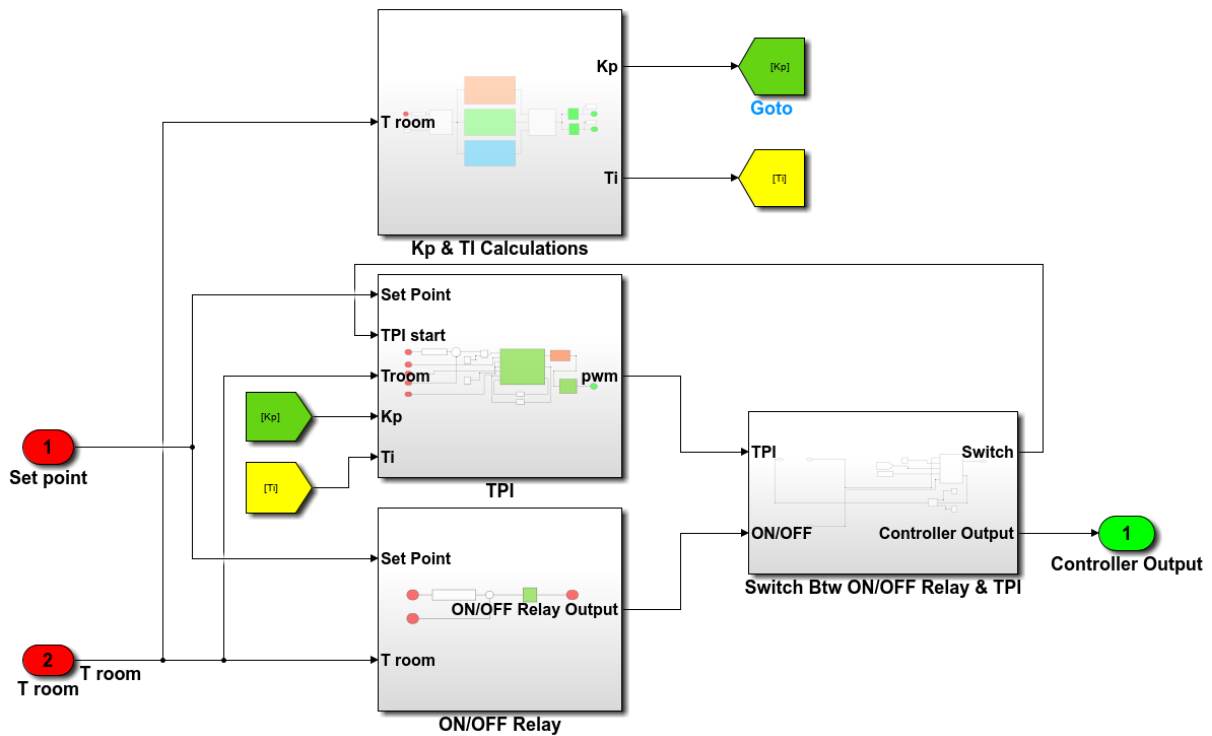 Kp
[Kp]
Goto
T room
Ti
[Ti]
Kp & TI Calculations
Set Point
TPI start
Troom
pwm
[Kp]
Kp
1
Set point
Ti
[Ti]
TPI
TPI
Switch
ON/OFF
Controller Output
1
Controller Output
Switch Btw ON/OFF Relay & TPI
Set Point
ON/OFF Relay Output
2
T room
T room
T room
ON/OFF Relay